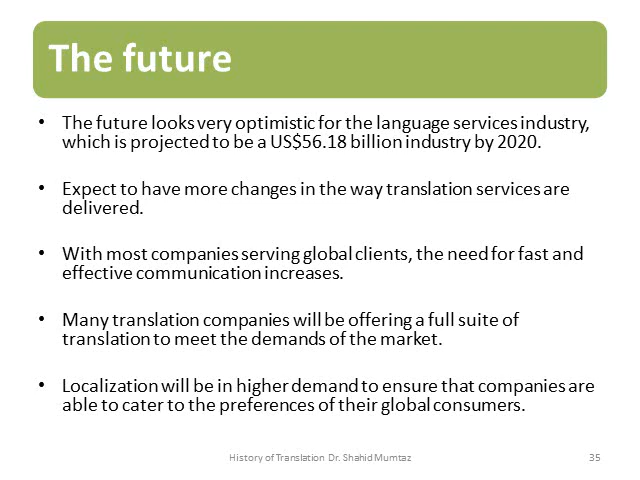 The future
• The future looks very optimistic for the language services industry,
which is projected to be a US$56.18 billion industry by 2020.
• Expect to have more changes in the way translation services are
delivered.
• With most companies serving global clients, the need for fast and
effective communication increases.
• Many translation companies will be offering a full suite of
translation to meet the demands of the market.
• Localization will be in higher demand to ensure that companies are
able to cater to the preferences of their global consumers.
History of Translation Dr. Shahid Mumtaz 35